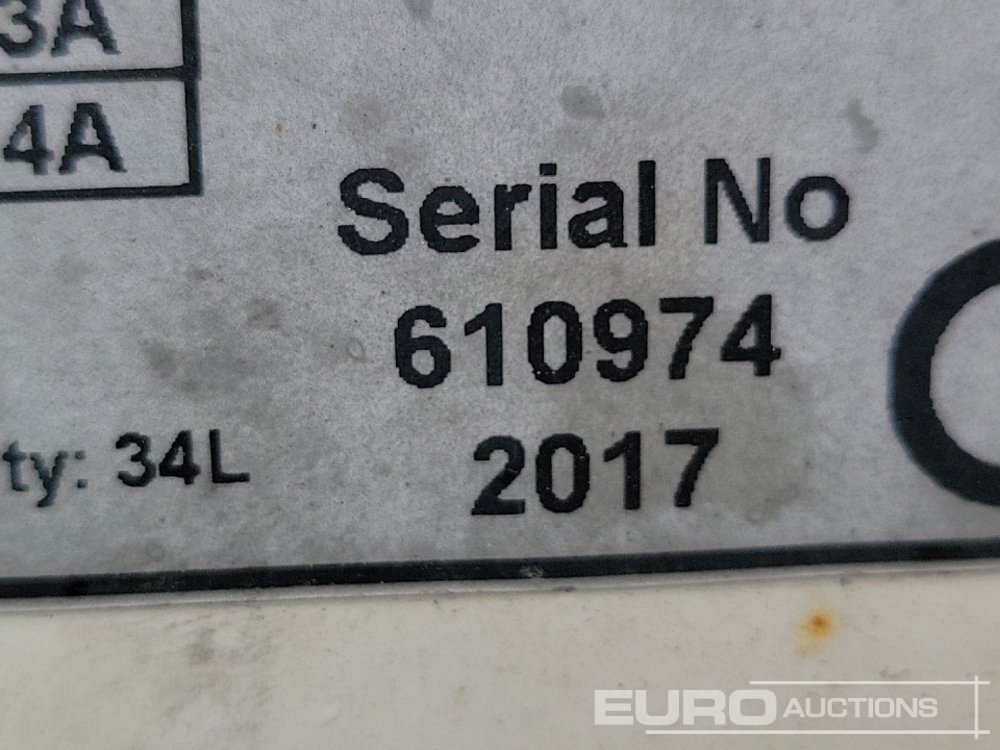 3A
4A
Serial No
610974
ty: 34L
2017
EURO AUCTIONS